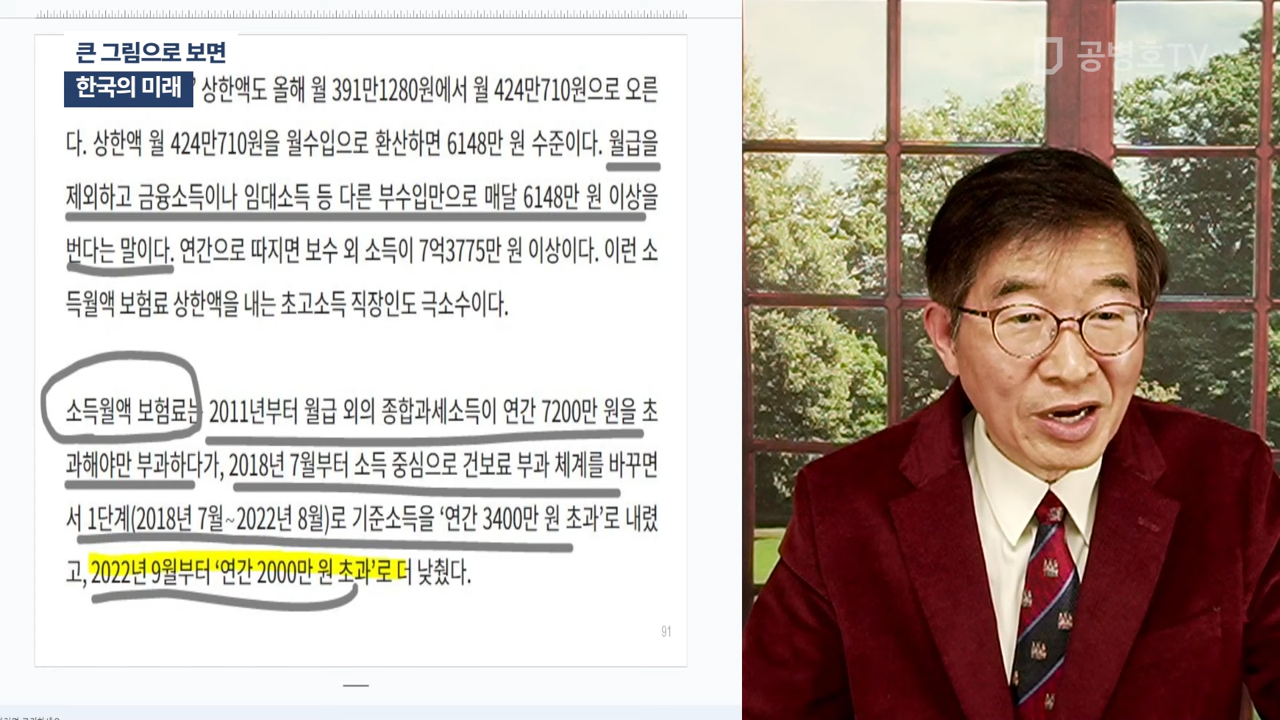 큰 그림으로 보면
한국의 미래
공병호TV
’ 상한액도 올해 월 391만1280원에서 월 424만710원으로 오른
다. 상한액 월 424만710원을 월수입으로 환산하면 6148만 원 수준이다. 월급을
제외하고 금융소득이나 임대소득 등 다른 부수입만으로 매달 6148만 원 이상을
번다는 말이다. 연간으로 따지면 보수 외 소득이 7억3775만 원 이상이다. 이런 소
득월액 보험료 상한액을 내는 초고소득 직장인도 극소수이다.
소득월액 보험료는 2011년부터 월급 외의 종합과세소득이 연간 7200만 원을 초
과해야만 부과하다가, 2018년 7월부터 소득 중심으로 건보료 부과 체계를 바꾸면
서 1단계(2018년 7월~2022년 8월)로 기준소득을 ‘연간 3400만 원 초과’로 내렸
고, 2022년 9월부터 ‘연간 2000만 원 초과’로 더 낮췄다.
91